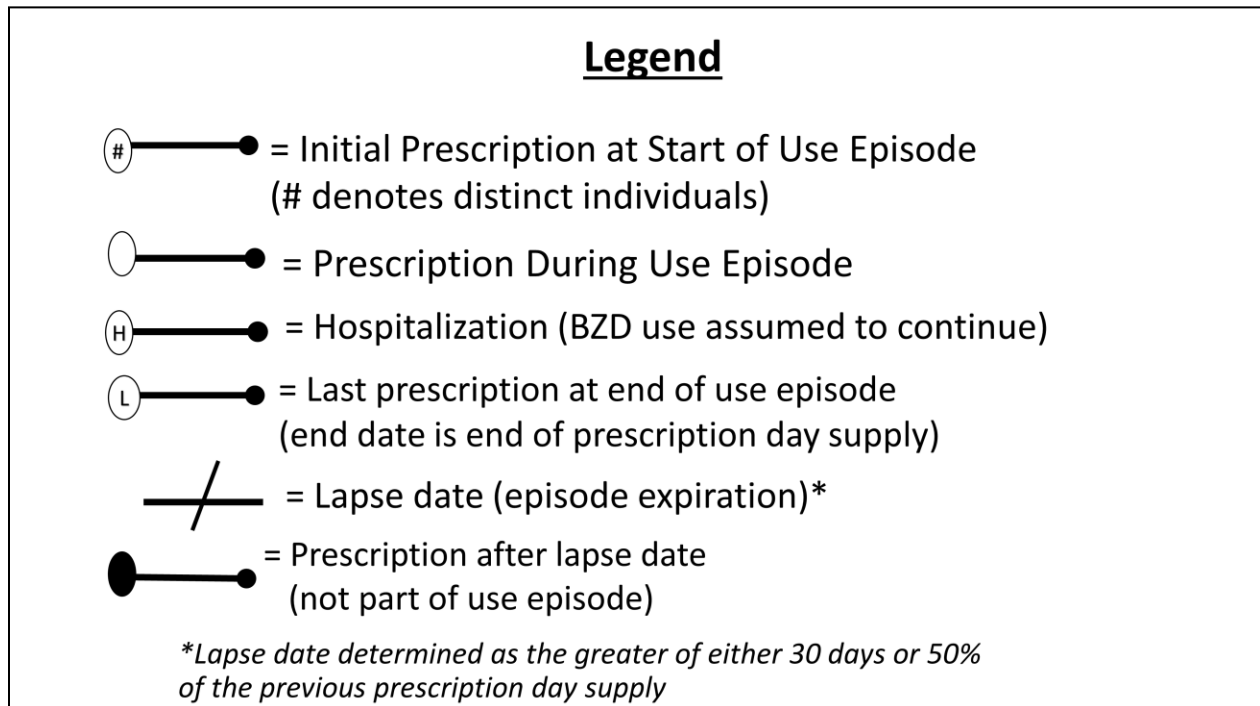 Legend
# = Initial Prescription at Start of Use Episode
(# denotes distinct individuals)
= Prescription During Use Episode
H = Hospitalization (BZD use assumed to continue)
L = Last prescription at end of use episode
(end date is end of prescription day supply)
= Lapse date (episode expiration)*
= Prescription after lapse date
(not part of use episode)
*Lapse date determined as the greater of either 30 days or 50%
of the previous prescription day supply